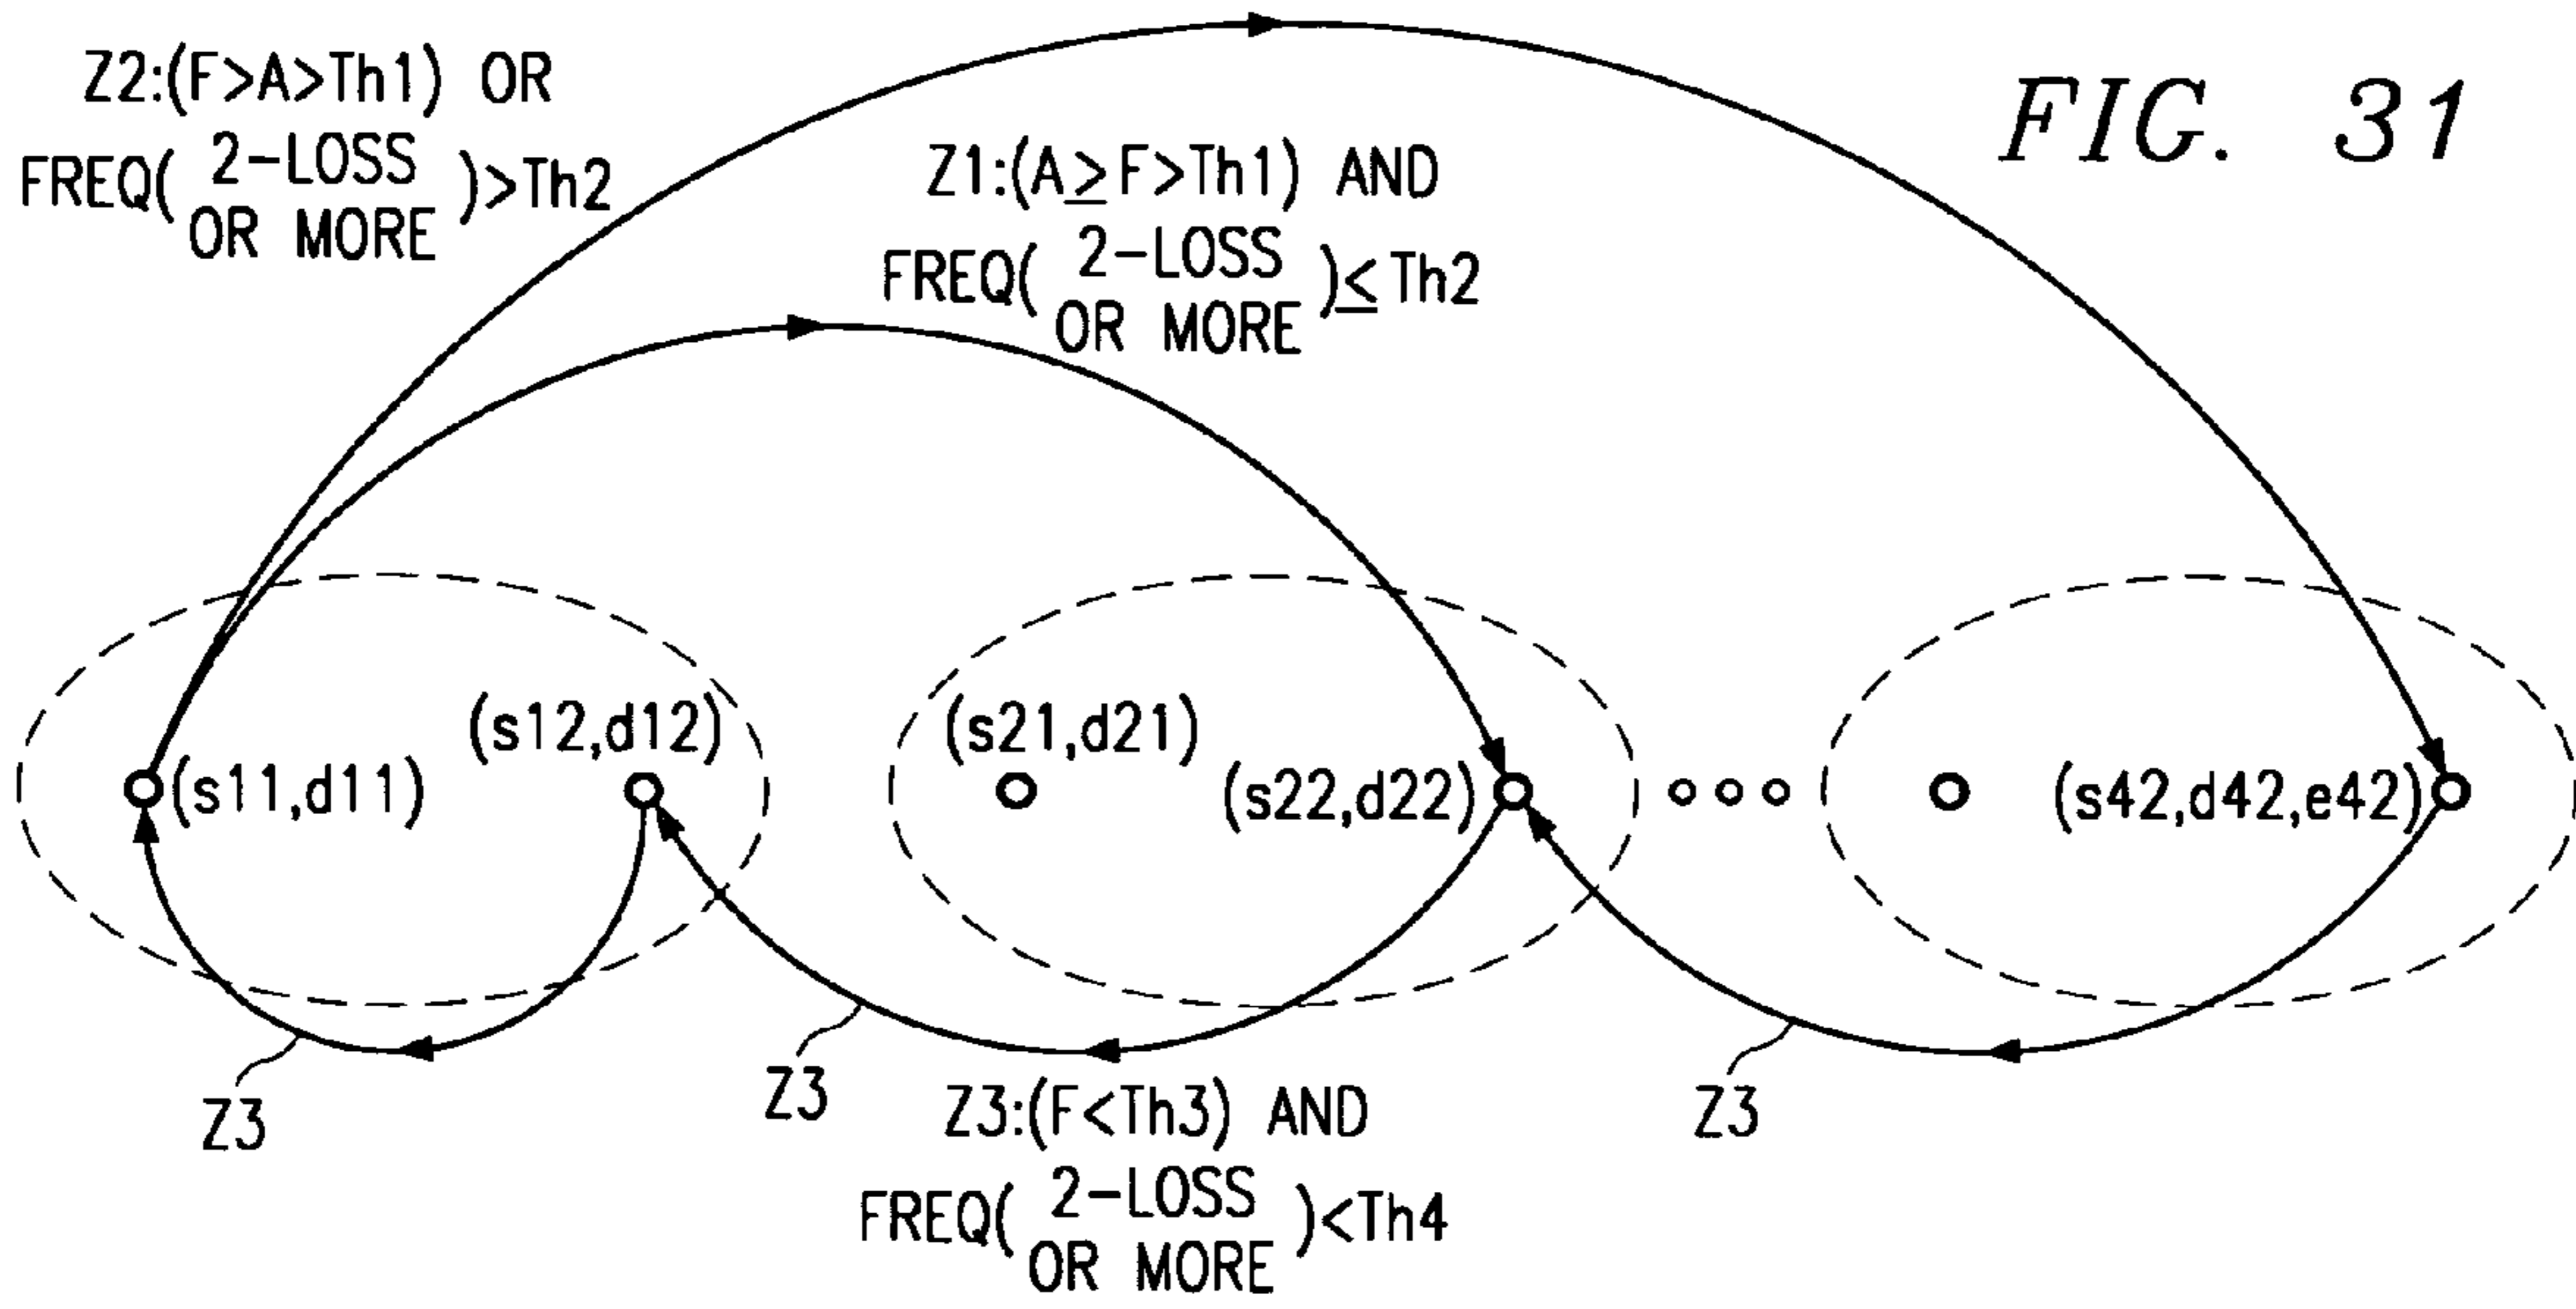 FIG. 31
Z2:(F>A>Th1) OR
FREQ( 2-LOSS OR MORE )>Th2
Z1:(A≥F>Th1) AND
FREQ( 2-LOSS OR MORE )≤Th2
(s11,d11)
(s12,d12)
(s21,d21)
(s22,d22)
(s42,d42,e42)
Z3
Z3
Z3
Z3:(F<Th3) AND
FREQ( 2-LOSS OR MORE )<Th4